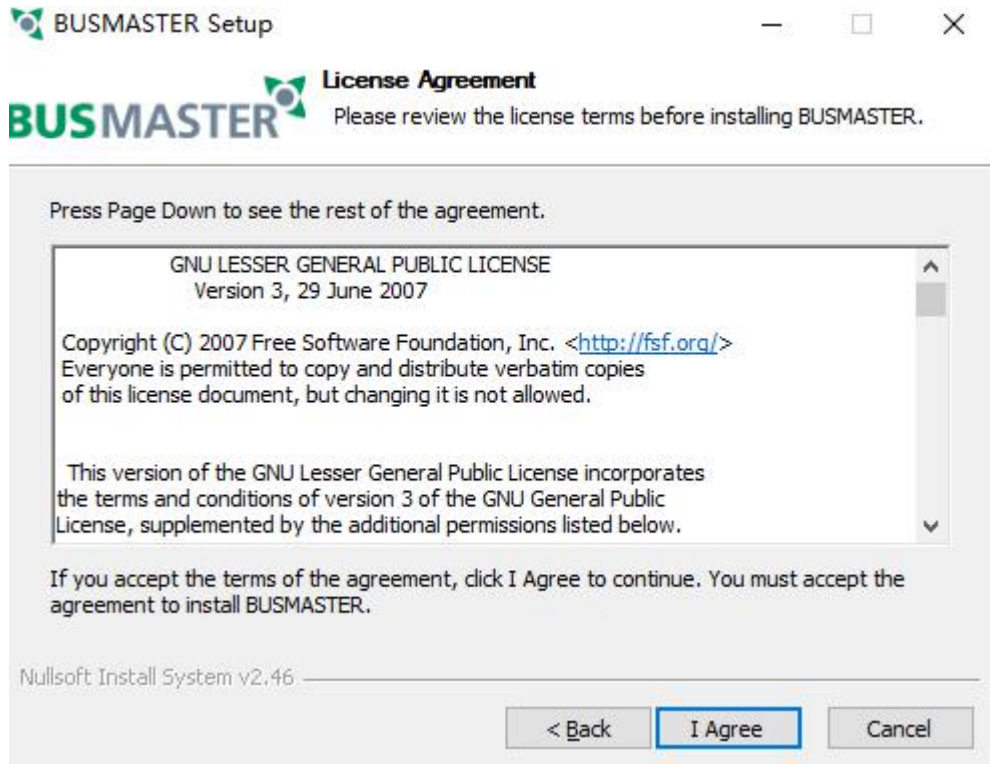 BUSMASTER Setup
License Agreement
BUSMASTER
Please review the license terms before installing BUSMASTER.
Press Page Down to see the rest of the agreement.
GNU LESSER GENERAL PUBLIC LICENSE
Version 3, 29 June 2007
Copyright (C) 2007 Free Software Foundation, Inc. <http://fsf.org/>
Everyone is permitted to copy and distribute verbatim copies
of this license document, but changing it is not allowed.
This version of the GNU Lesser General Public License incorporates
the terms and conditions of version 3 of the GNU General Public
License, supplemented by the additional permissions listed below.
If you accept the terms of the agreement, click I Agree to continue. You must accept the
agreement to install BUSMASTER.
Nullsoft Install System v2.46
< Back
I Agree
Cancel